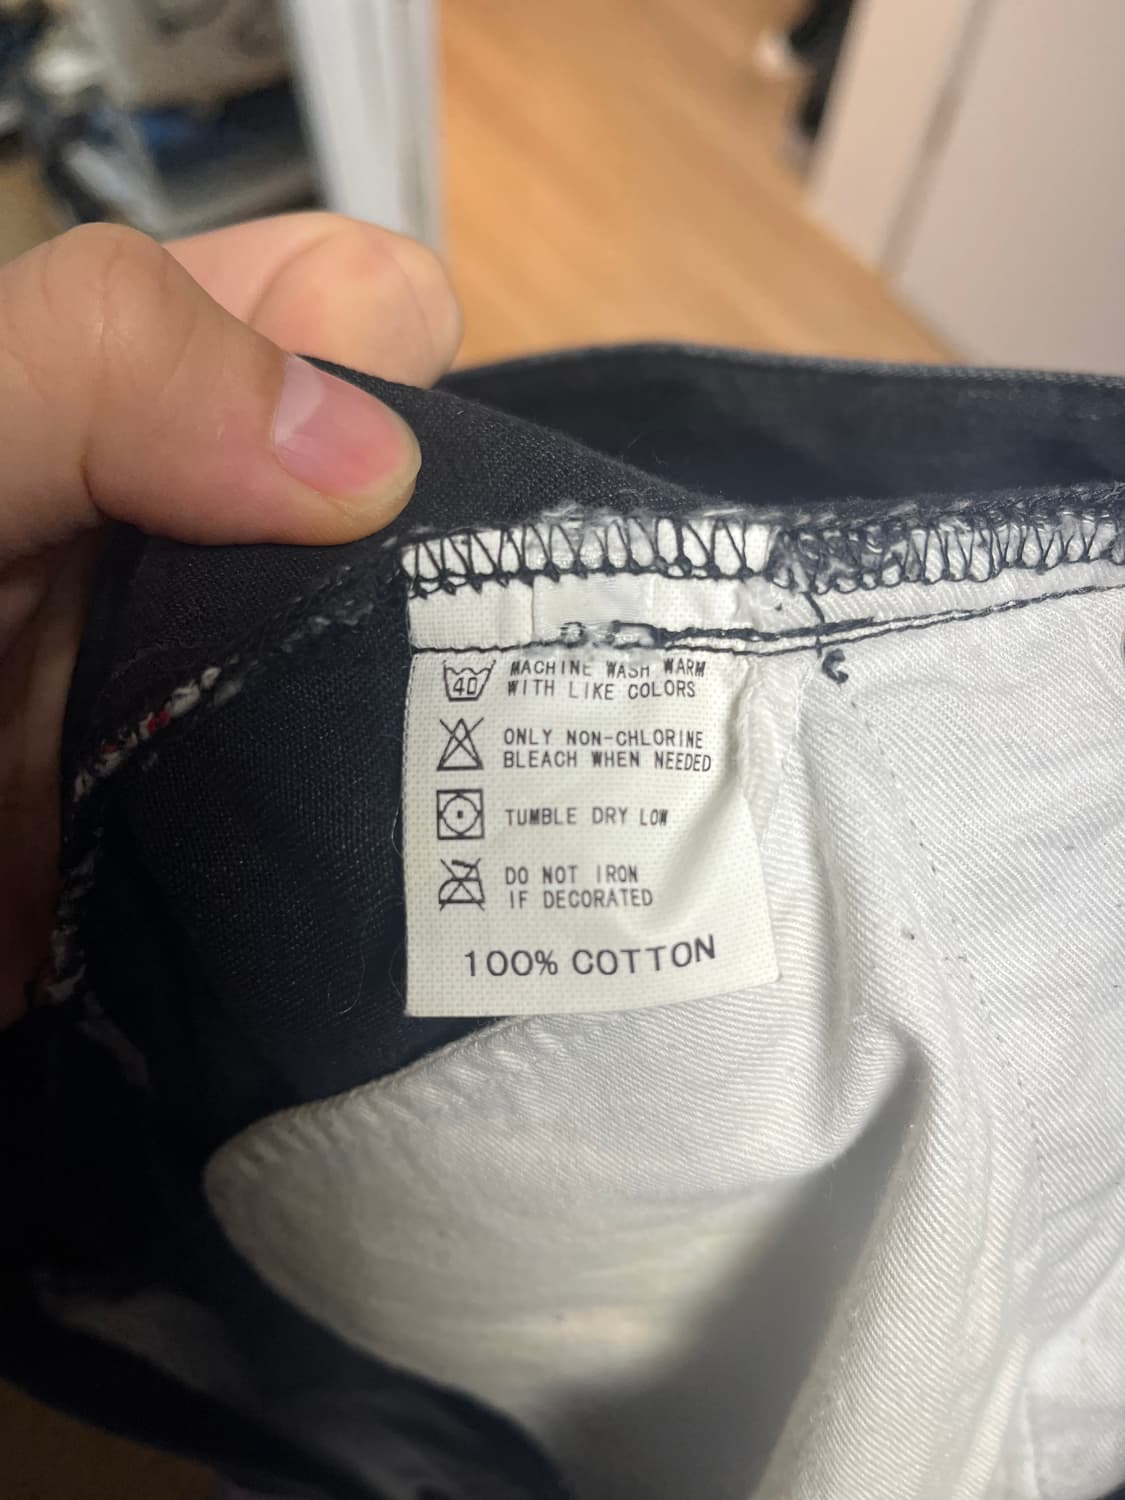 40
MACHINE WASH WARM
WITH LIKE COLORS
ONLY NON-CHLORINE
BLEACH WHEN NEEDED
TUMBLE DRY LOW
DO NOT IRON
IF DECORATED
100% COTTON